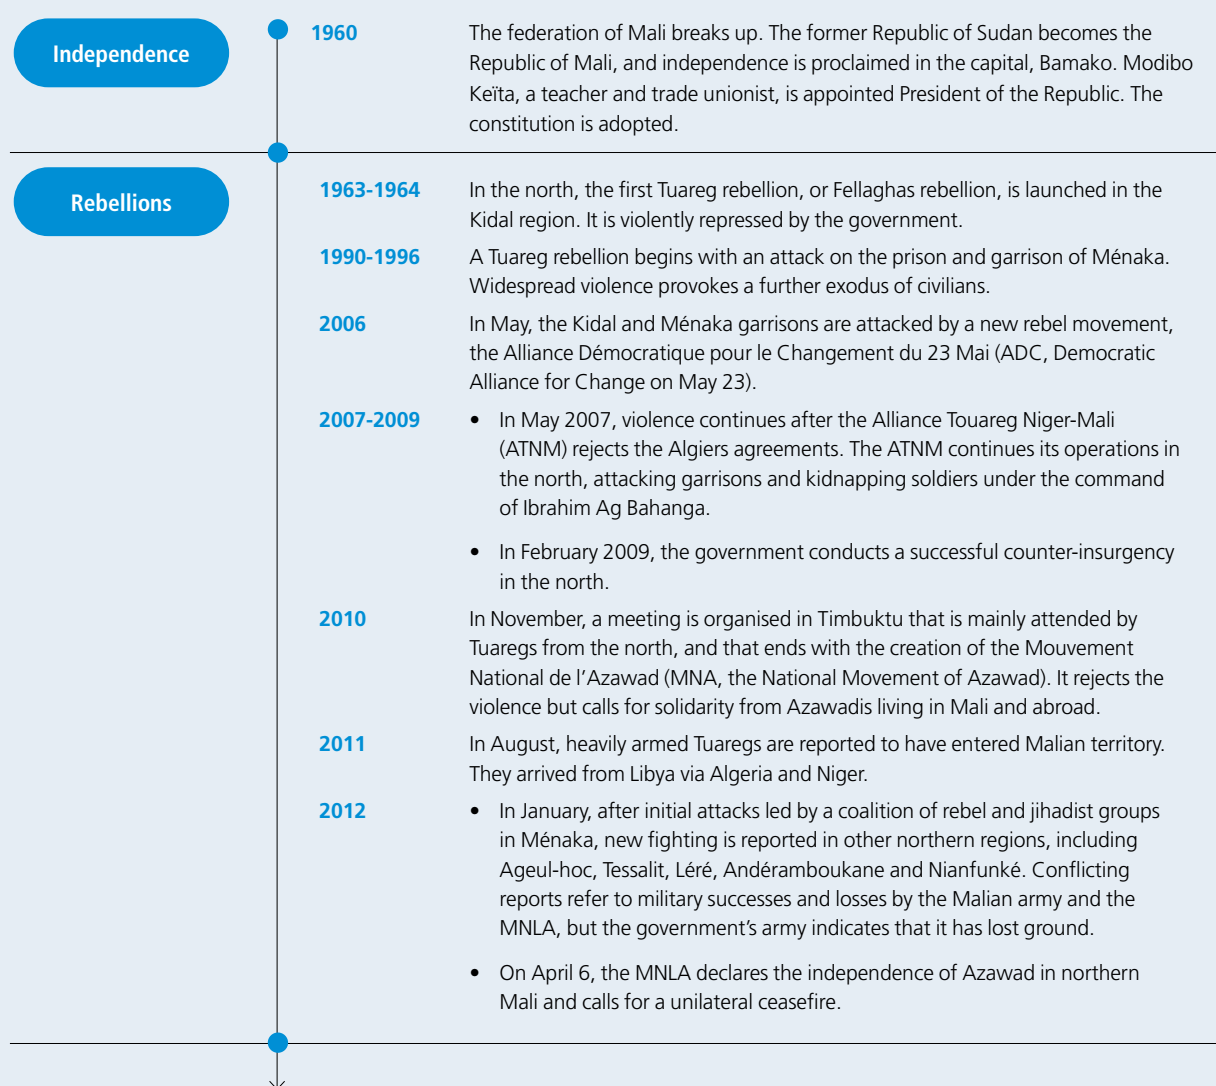 Independence
1960
The federation of Mali breaks up. The former Republic of Sudan becomes the
Republic of Mali, and independence is proclaimed in the capital, Bamako. Modibo
Keïta, a teacher and trade unionist, is appointed President of the Republic. The
constitution is adopted.
Rebellions
1963-1964
In the north, the first Tuareg rebellion, or Fellaghas rebellion, is launched in the
Kidal region. It is violently repressed by the government.
1990-1996
A Tuareg rebellion begins with an attack on the prison and garrison of Ménaka.
Widespread violence provokes a further exodus of civilians.
2006
In May, the Kidal and Ménaka garrisons are attacked by a new rebel movement,
the Alliance Démocratique pour le Changement du 23 Mai (ADC, Democratic
Alliance for Change on May 23).
2007-2009
• In May 2007, violence continues after the Alliance Touareg Niger-Mali
(ATNM) rejects the Algiers agreements. The ATNM continues its operations in
the north, attacking garrisons and kidnapping soldiers under the command
of Ibrahim Ag Bahanga.
• In February 2009, the government conducts a successful counter-insurgency
in the north.
2010
In November, a meeting is organised in Timbuktu that is mainly attended by
Tuaregs from the north, and that ends with the creation of the Mouvement
National de l’Azawad (MNA, the National Movement of Azawad). It rejects the
violence but calls for solidarity from Azawadis living in Mali and abroad.
2011
In August, heavily armed Tuaregs are reported to have entered Malian territory.
They arrived from Libya via Algeria and Niger.
2012
• In January, after initial attacks led by a coalition of rebel and jihadist groups
in Ménaka, new fighting is reported in other northern regions, including
Ageul-hoc, Tessalit, Léré, Andéramboukane and Nianfunké. Conflicting
reports refer to military successes and losses by the Malian army and the
MNLA, but the government’s army indicates that it has lost ground.
• On April 6, the MNLA declares the independence of Azawad in northern
Mali and calls for a unilateral ceasefire.